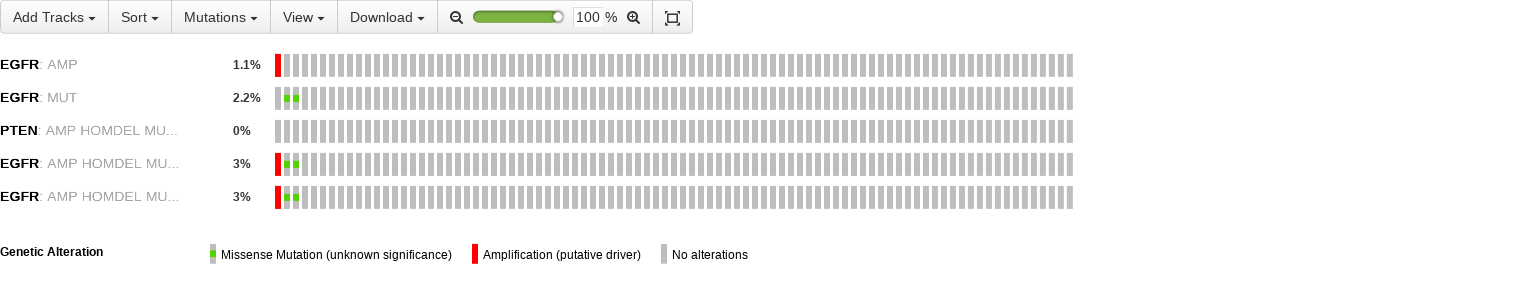 Add Tracks Sort Mutations View Download 100 %
EGFR: AMP 1.1%
EGFR: MUT 2.2%
PTEN: AMP HOMDEL MU... 0%
EGFR: AMP HOMDEL MU... 3%
EGFR: AMP HOMDEL MU... 3%
Genetic Alteration Missense Mutation (unknown significance) Amplification (putative driver) No alterations